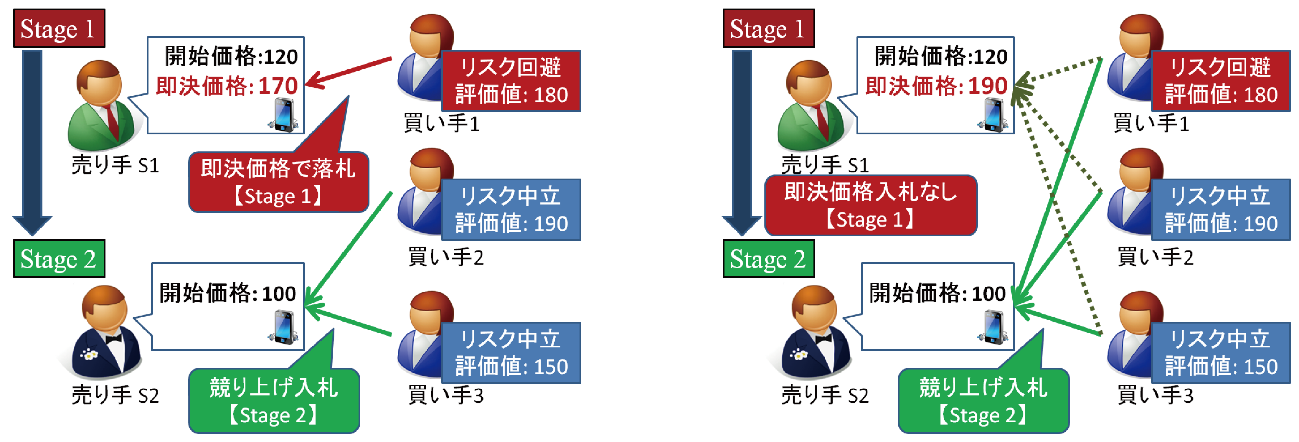 Stage 1
開始価格:120
即決価格:170
売り手 S1
リスク回避
評価値: 180
買い手1
即決価格で落札
【Stage 1】
リスク中立
評価値: 190
買い手2
Stage 2
開始価格:100
売り手 S2
リスク中立
評価値: 150
買い手3
競り上げ入札
【Stage 2】
Stage 1
開始価格:120
即決価格:190
売り手 S1
リスク回避
評価値: 180
買い手1
即決価格入札なし
【Stage 1】
リスク中立
評価値: 190
買い手2
Stage 2
開始価格:100
売り手 S2
リスク中立
評価値: 150
買い手3
競り上げ入札
【Stage 2】